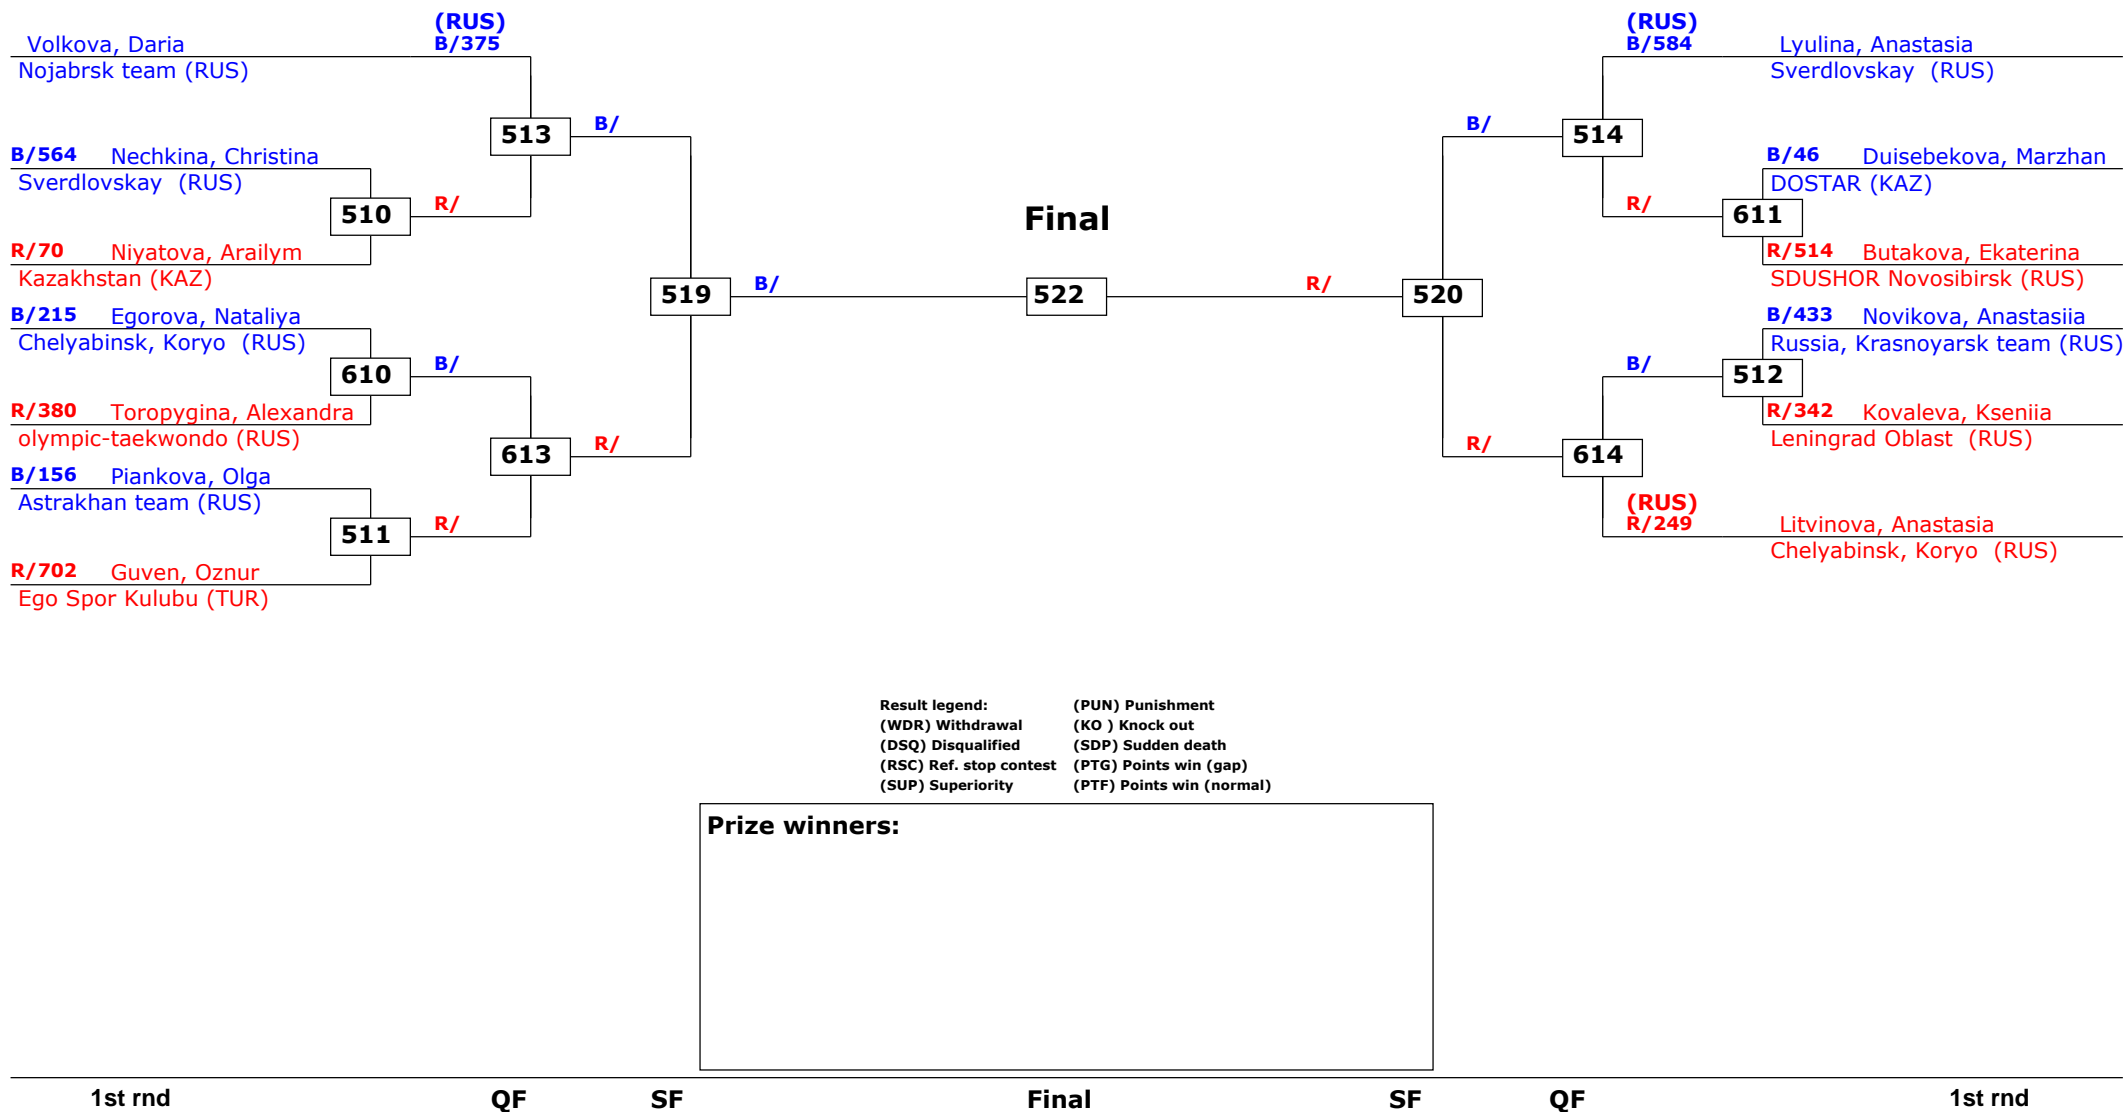 (RUS)
Volkova, Daria B/375
Nojabrsk team (RUS)
513 B/
B/564 Nechkina, Christina
Sverdlovskay (RUS)
510 R/
R/70 Niyatova, Arailym
Kazakhstan (KAZ)
519 B/
B/215 Egorova, Nataliya
Chelyabinsk, Koryo (RUS)
610 B/
R/380 Toropygina, Alexandra
olympic-taekwondo (RUS)
613 R/
B/156 Piankova, Olga
Astrakhan team (RUS)
511 R/
R/702 Guven, Oznur
Ego Spor Kulubu (TUR)
Final
522
(RUS)
B/584 Lyulina, Anastasia
Sverdlovskay (RUS)
B/ 514
B/46 Duisebekova, Marzhan
DOSTAR (KAZ)
R/ 611
R/514 Butakova, Ekaterina
SDUSHOR Novosibirsk (RUS)
R/ 520
B/433 Novikova, Anastasiia
Russia, Krasnoyarsk team (RUS)
B/ 512
R/342 Kovaleva, Kseniia
Leningrad Oblast (RUS)
R/ 614
(RUS)
R/249 Litvinova, Anastasia
Chelyabinsk, Koryo (RUS)
Result legend: (PUN) Punishment
(WDR) Withdrawal (KO ) Knock out
(DSQ) Disqualified (SDP) Sudden death
(RSC) Ref. stop contest (PTG) Points win (gap)
(SUP) Superiority (PTF) Points win (normal)
Prize winners:
1st rnd QF SF Final SF QF 1st rnd